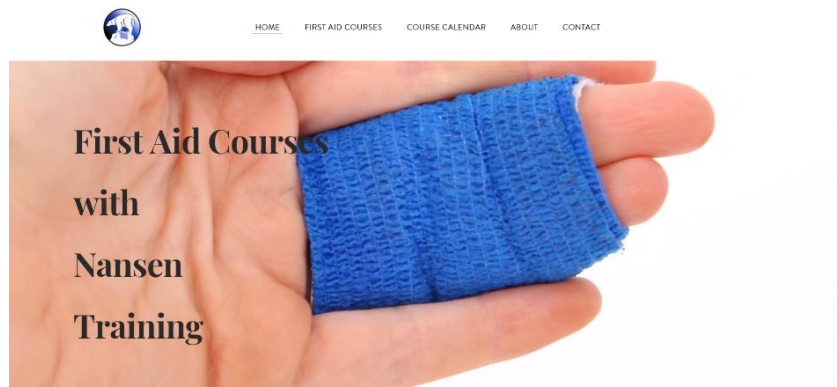 HOME FIRST AID COURSES COURSE CALENDAR ABOUT CONTACT
First Aid Courses
with
Nansen
Training